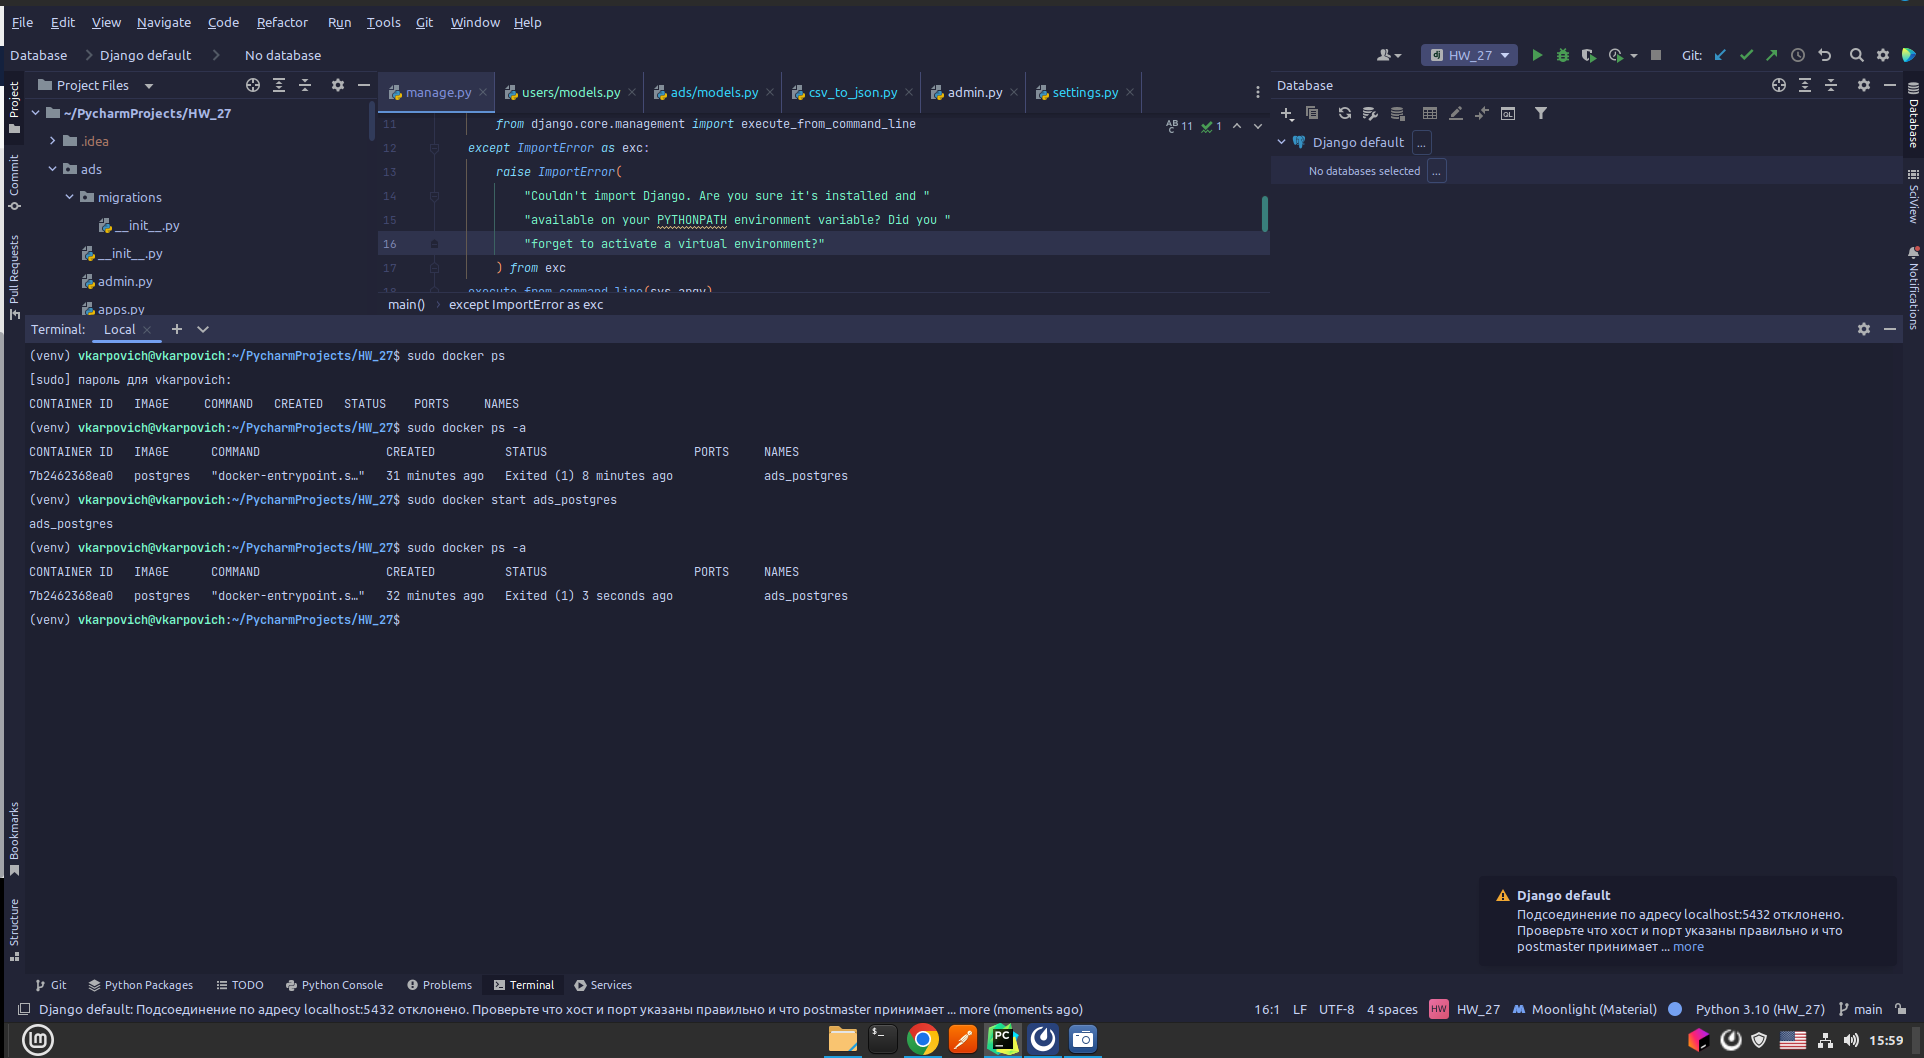 File Edit View Navigate Code Refactor Run Tools Git Window Help
Database Django default No database
HW_27
Git:
Project
Commit
Pull Requests
Bookmarks
Structure
Project Files
~/PycharmProjects/HW_27
.idea
ads
migrations
__init__.py
__init__.py
admin.py
apps.py
manage.py users/models.py ads/models.py csv_to_json.py admin.py settings.py
11 from django.core.management import execute_from_command_line
12 except ImportError as exc:
13 raise ImportError(
14 "Couldn't import Django. Are you sure it's installed and "
15 "available on your PYTHONPATH environment variable? Did you "
16 "forget to activate a virtual environment?"
17 ) from exc
18 execute_from_command_line(sys.argv)
11 1
main() except ImportError as exc
Database
Django default ...
No databases selected ...
Database
SciView
Notifications
Terminal: Local
(venv) vkarpovich@vkarpovich:~/PycharmProjects/HW_27$ sudo docker ps
[sudo] пароль для vkarpovich:
CONTAINER ID IMAGE COMMAND CREATED STATUS PORTS NAMES
(venv) vkarpovich@vkarpovich:~/PycharmProjects/HW_27$ sudo docker ps -a
CONTAINER ID IMAGE COMMAND CREATED STATUS PORTS NAMES
7b2462368ea0 postgres "docker-entrypoint.s…" 31 minutes ago Exited (1) 8 minutes ago ads_postgres
(venv) vkarpovich@vkarpovich:~/PycharmProjects/HW_27$ sudo docker start ads_postgres
ads_postgres
(venv) vkarpovich@vkarpovich:~/PycharmProjects/HW_27$ sudo docker ps -a
CONTAINER ID IMAGE COMMAND CREATED STATUS PORTS NAMES
7b2462368ea0 postgres "docker-entrypoint.s…" 32 minutes ago Exited (1) 3 seconds ago ads_postgres
(venv) vkarpovich@vkarpovich:~/PycharmProjects/HW_27$
Django default
Подсоединение по адресу localhost:5432 отклонено.
Проверьте что хост и порт указаны правильно и что
postmaster принимает ... more
Git Python Packages TODO Python Console Problems Terminal Services
Django default: Подсоединение по адресу localhost:5432 отклонено. Проверьте что хост и порт указаны правильно и что postmaster принимает ... more (moments ago)
16:1 LF UTF-8 4 spaces HW HW_27 Moonlight (Material) Python 3.10 (HW_27) main
15:59